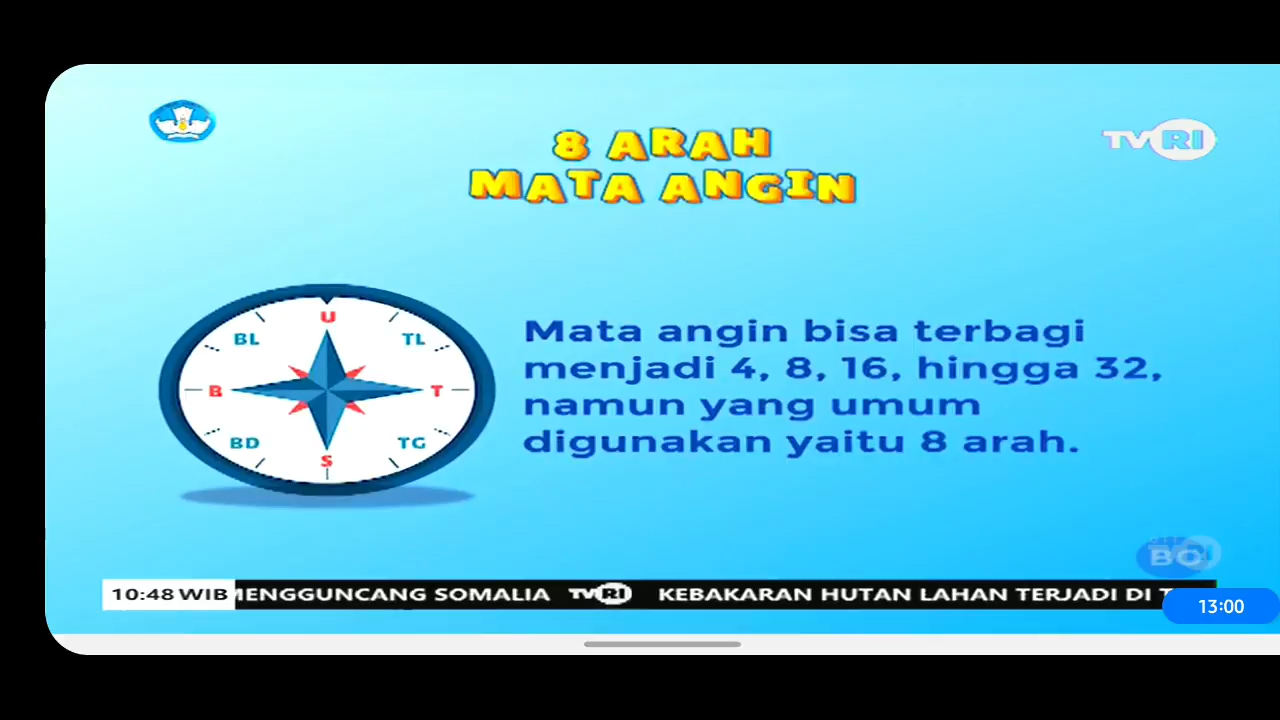 8 ARAH
MATA ANGIN
TVRI
U
BL TL
B T
BD TG
S
Mata angin bisa terbagi
menjadi 4, 8, 16, hingga 32,
namun yang umum
digunakan yaitu 8 arah.
10:48 WIB MENGGUNCANG SOMALIA TVRI KEBAKARAN HUTAN LAHAN TERJADI DI
13:00